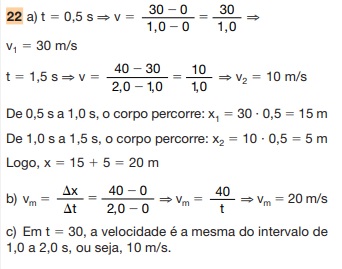 22 a) t = 0,5 s ⇒ v = (30 − 0)/(1,0 − 0) = 30/1,0 ⇒
v₁ = 30 m/s
t = 1,5 s ⇒ v = (40 − 30)/(2,0 − 1,0) = 10/1,0 ⇒ v₂ = 10 m/s
De 0,5 s a 1,0 s, o corpo percorre: x₁ = 30 · 0,5 = 15 m
De 1,0 s a 1,5 s, o corpo percorre: x₂ = 10 · 0,5 = 5 m
Logo, x = 15 + 5 = 20 m
b) vₘ = Δx/Δt = (40 − 0)/(2,0 − 0) ⇒ vₘ = 40/t ⇒ vₘ = 20 m/s
c) Em t = 30, a velocidade é a mesma do intervalo de
1,0 a 2,0 s, ou seja, 10 m/s.